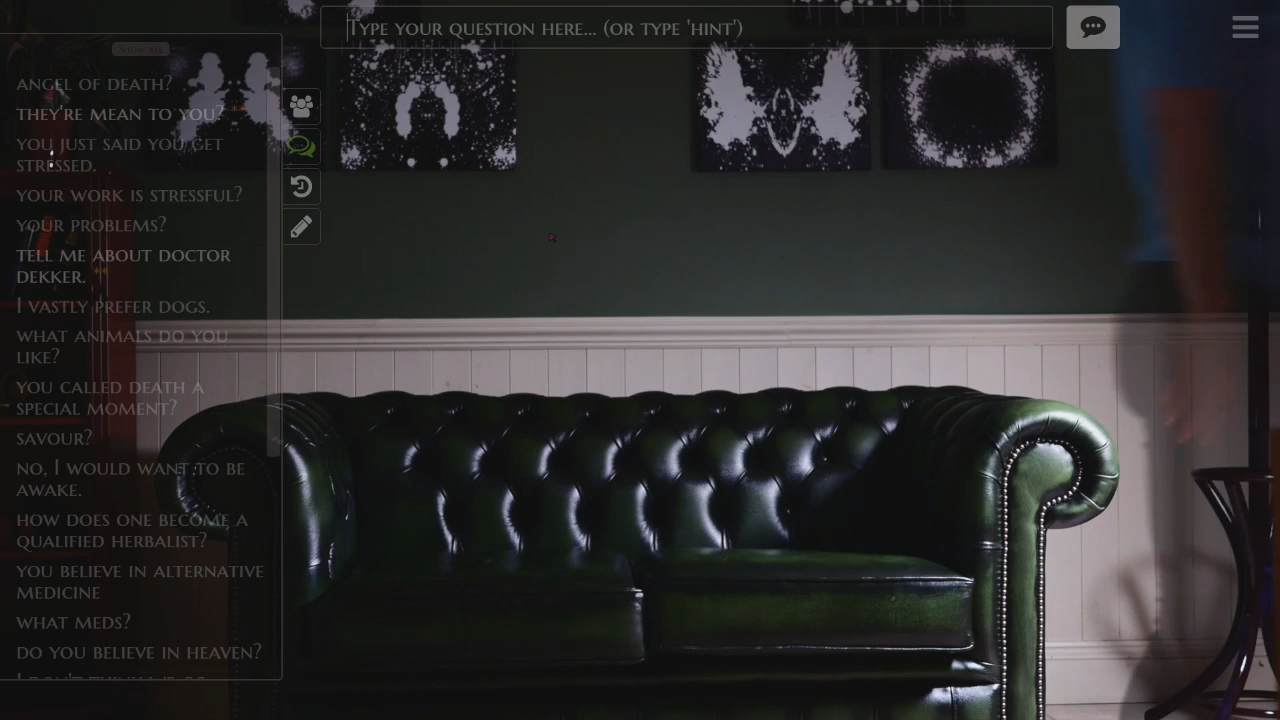 Type your question here... (or type 'hint')
Show all
Angel of Death?
They're mean to you?
You just said you get
stressed.
Your work is stressful?
Your problems?
Tell me about Doctor
Dekker.
I vastly prefer dogs.
What animals do you
like?
You called death a
special moment?
Savour?
No, I would want to be
awake.
How does one become a
qualified herbalist?
You believe in alternative
medicine
What meds?
Do you believe in heaven?